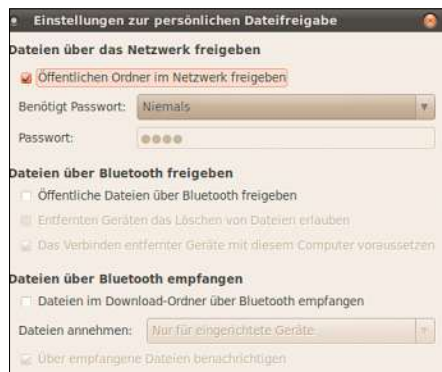 Einstellungen zur persönlichen Dateifreigabe
Dateien über das Netzwerk freigeben
Öffentlichen Ordner im Netzwerk freigeben
Benötigt Passwort: Niemals
Passwort:
Dateien über Bluetooth freigeben
Öffentliche Dateien über Bluetooth freigeben
Entfernten Geräten das Löschen von Dateien erlauben
Das Verbinden entfernter Geräte mit diesem Computer voraussetzen
Dateien über Bluetooth empfangen
Dateien im Download-Ordner über Bluetooth empfangen
Dateien annehmen: Nur für eingerichtete Geräte
Über empfangene Dateien benachrichtigen